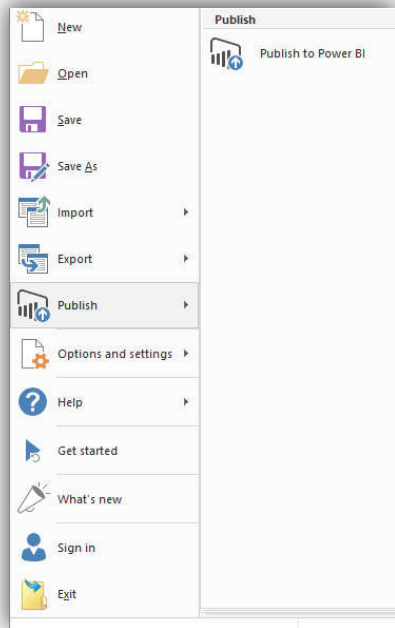 New
Open
Save
Save As
Import
Export
Publish
Options and settings
Help
Get started
What's new
Sign in
Exit
Publish
Publish to Power BI